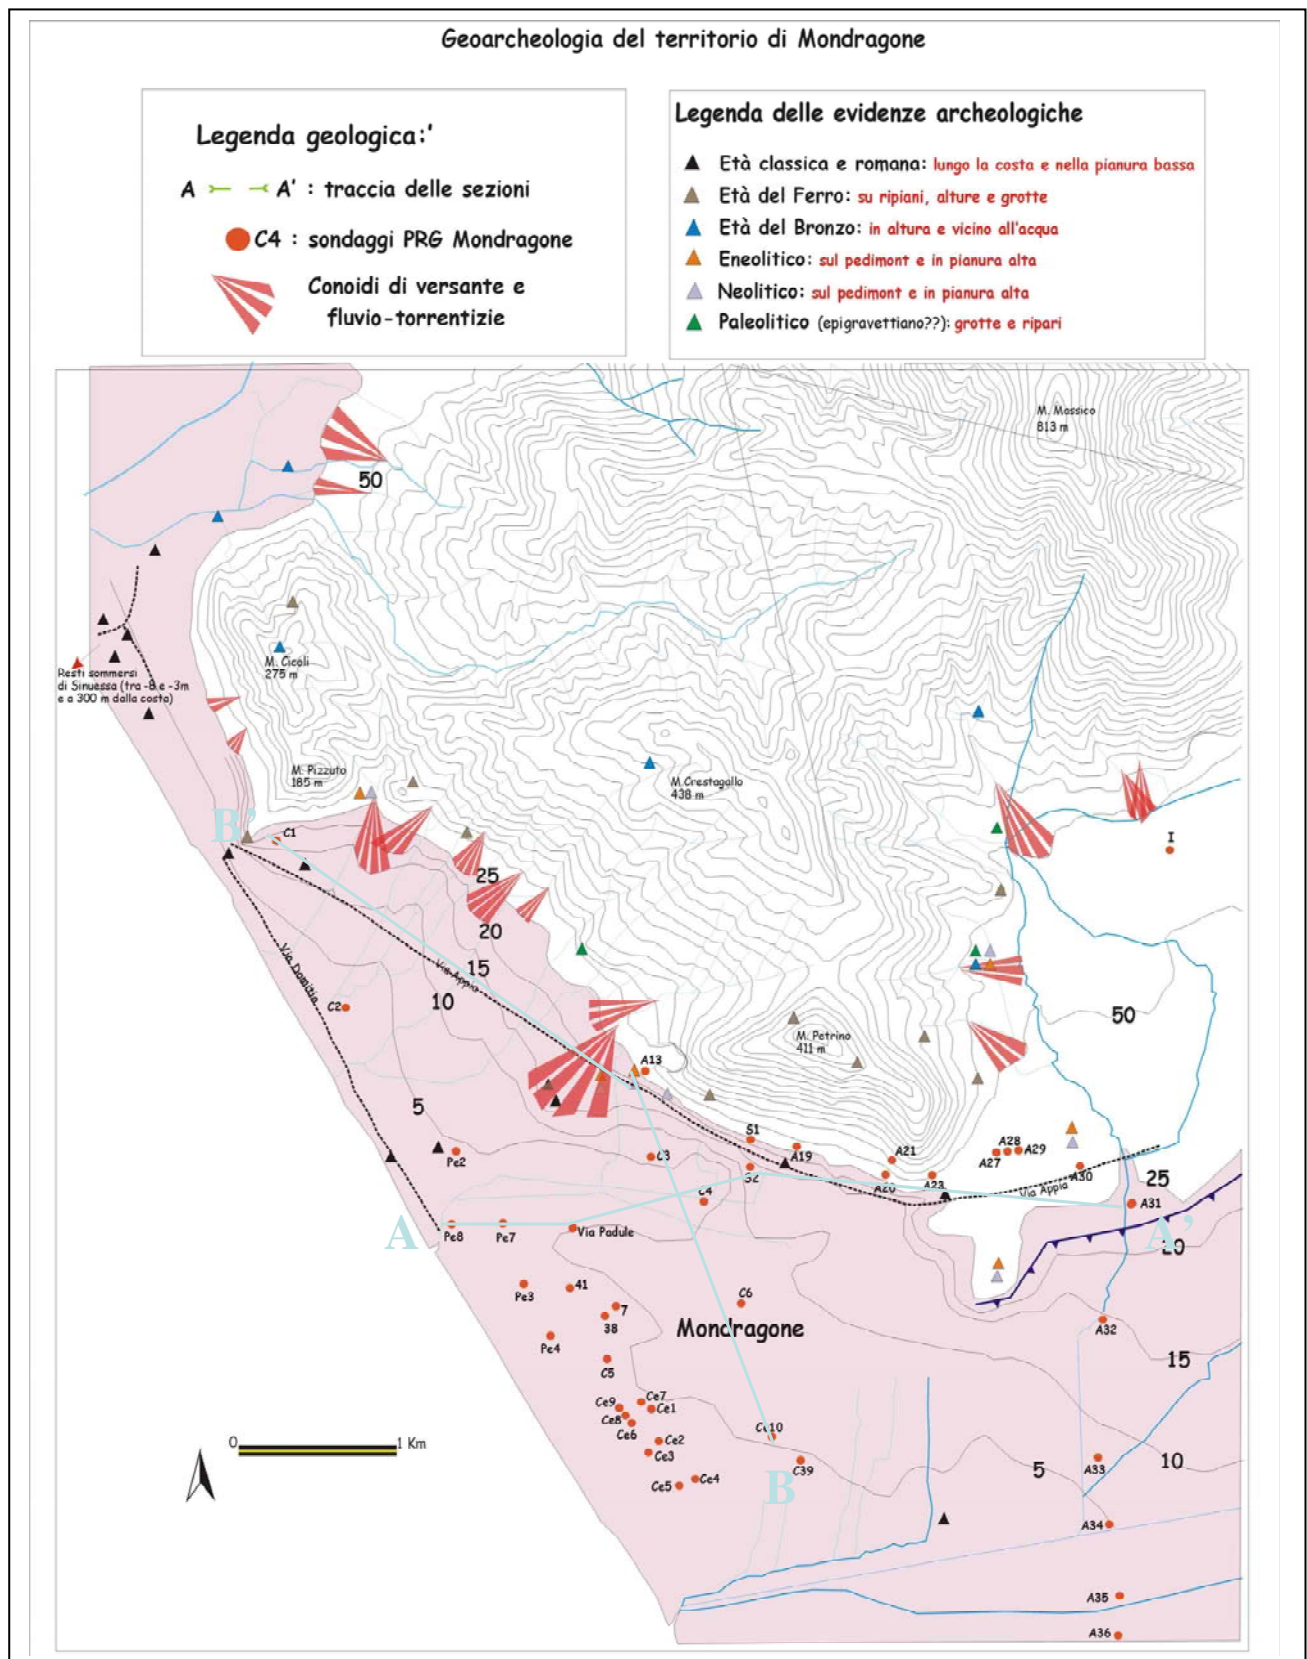 Geoarcheologia del territorio di Mondragone
Legenda geologica:'
A A' : traccia delle sezioni
C4 : sondaggi PRG Mondragone
Conoidi di versante e
fluvio-torrentizie
Legenda delle evidenze archeologiche
Età classica e romana: lungo la costa e nella pianura bassa
Età del Ferro: su ripiani, alture e grotte
Età del Bronzo: in altura e vicino all'acqua
Eneolitico: sul pedimont e in pianura alta
Neolitico: sul pedimont e in pianura alta
Paleolitico (epigravettiano??): grotte e ripari
M. Massico
813 m
50
M. Cicoli
275 m
Resti sommersi
di Sinuessa (tra -8 e -3m
e a 300 m dalla costa)
M. Pizzuto
185 m
M.Crestagallo
438 m
B'
C1
I
25
20
15
10
Via Appia
Via Domitia
C2
50
M. Petrino
411 m
A13
5
S1
A19
A21
A28
A29
A27
Pe2
C3
S2
A20
A23
A30
Via Appia
25
C4
A31
A
Pe8
Pe7
Via Padule
A'
20
Pe3
41
7
38
C6
Mondragone
A32
Pe4
15
C5
Ce7
Ce9
Ce1
Ce8
Ce6
Ce10
Ce2
Ce3
0
1 Km
C39
5
A33
10
Ce5
Ce4
B
A34
A35
A36